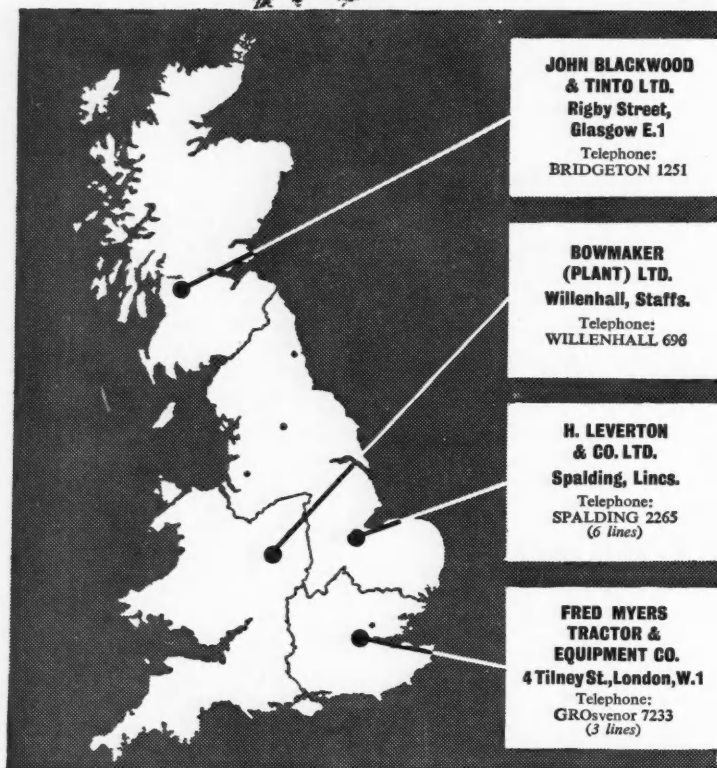 JOHN BLACKWOOD
& TINTO LTD.
Rigby Street,
Glasgow E.1
Telephone:
BRIDGETON 1251
BOWMAKER
(PLANT) LTD.
Willenhall, Staffs.
Telephone:
WILLENHALL 696
H. LEVERTON
& CO. LTD.
Spalding, Lincs.
Telephone:
SPALDING 2265
(6 lines)
FRED MYERS
TRACTOR &
EQUIPMENT CO.
4 Tilney St., London, W.1
Telephone:
GROsvenor 7233
(3 lines)